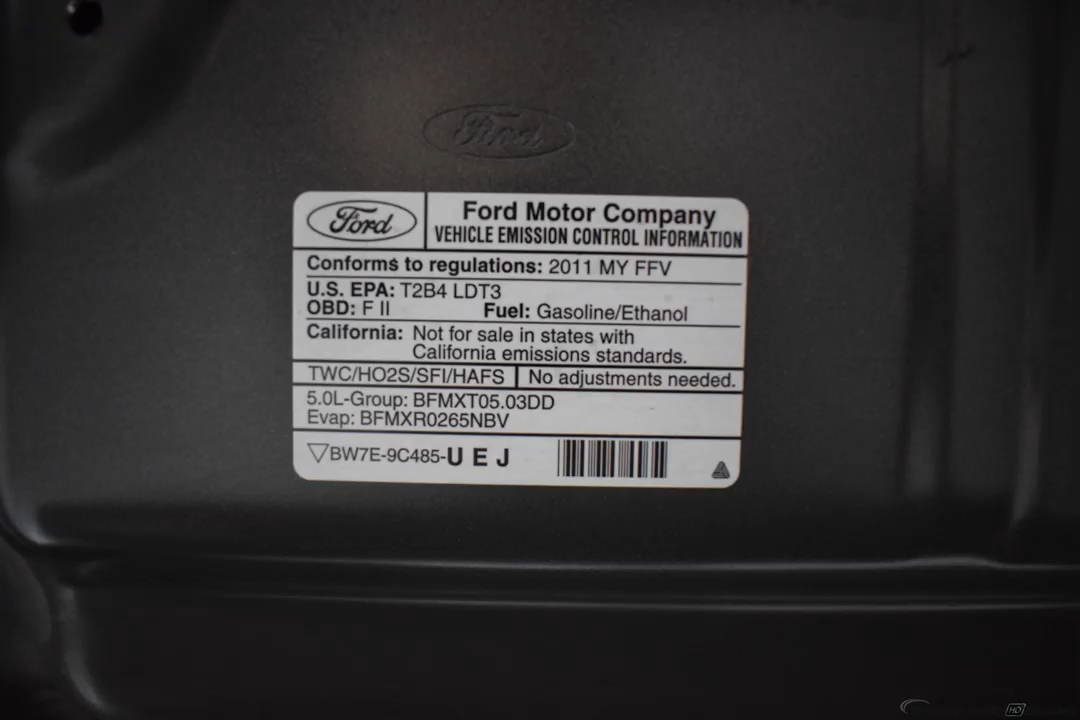 Ford
Ford
Ford Motor Company
VEHICLE EMISSION CONTROL INFORMATION
Conforms to regulations: 2011 MY FFV
U.S. EPA: T2B4 LDT3
OBD: F II Fuel: Gasoline/Ethanol
California: Not for sale in states with
California emissions standards.
TWC/HO2S/SFI/HAFS No adjustments needed.
5.0L-Group: BFMXT05.03DD
Evap: BFMXR0265NBV
BW7E-9C485-U E J
HD